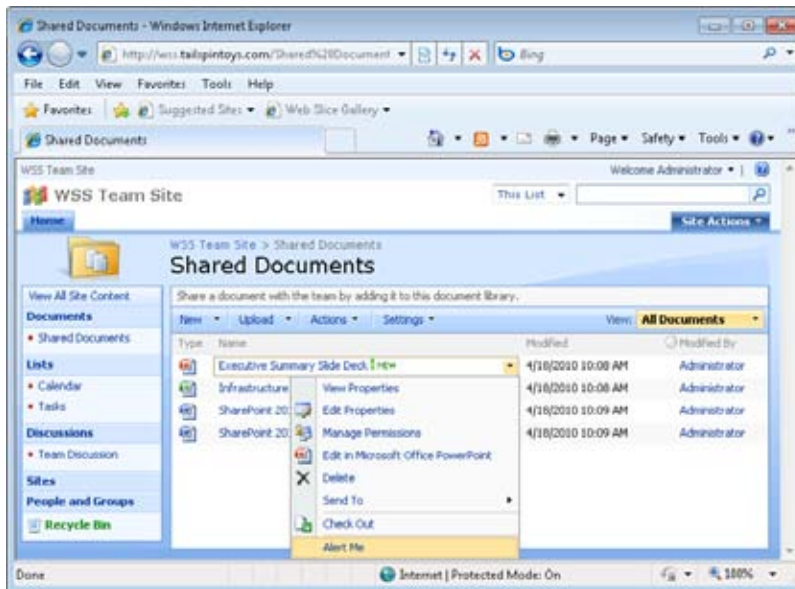 Shared Documents - Windows Internet Explorer
http://wss.tailspintoys.com/Shared%20Document
Bing
File Edit View Favorites Tools Help
Favorites Suggested Sites Web Slice Gallery
Shared Documents Page Safety Tools
WSS Team Site Welcome Administrator
WSS Team Site This List
Home Site Actions
WSS Team Site > Shared Documents
Shared Documents
View All Site Content Share a document with the team by adding it to this document library.
Documents New Upload Actions Settings View: All Documents
Shared Documents Type Name Modified Modified By
Lists Executive Summary Slide Deck ! NEW 4/18/2010 10:08 AM Administrator
Calendar Infrastructure View Properties 4/18/2010 10:08 AM Administrator
Tasks SharePoint 20 Edit Properties 4/18/2010 10:09 AM Administrator
Discussions SharePoint 20 Manage Permissions 4/18/2010 10:09 AM Administrator
Team Discussion Edit in Microsoft Office PowerPoint
Sites Delete
People and Groups Send To
Recycle Bin Check Out
Alert Me
Done Internet | Protected Mode: On 100%